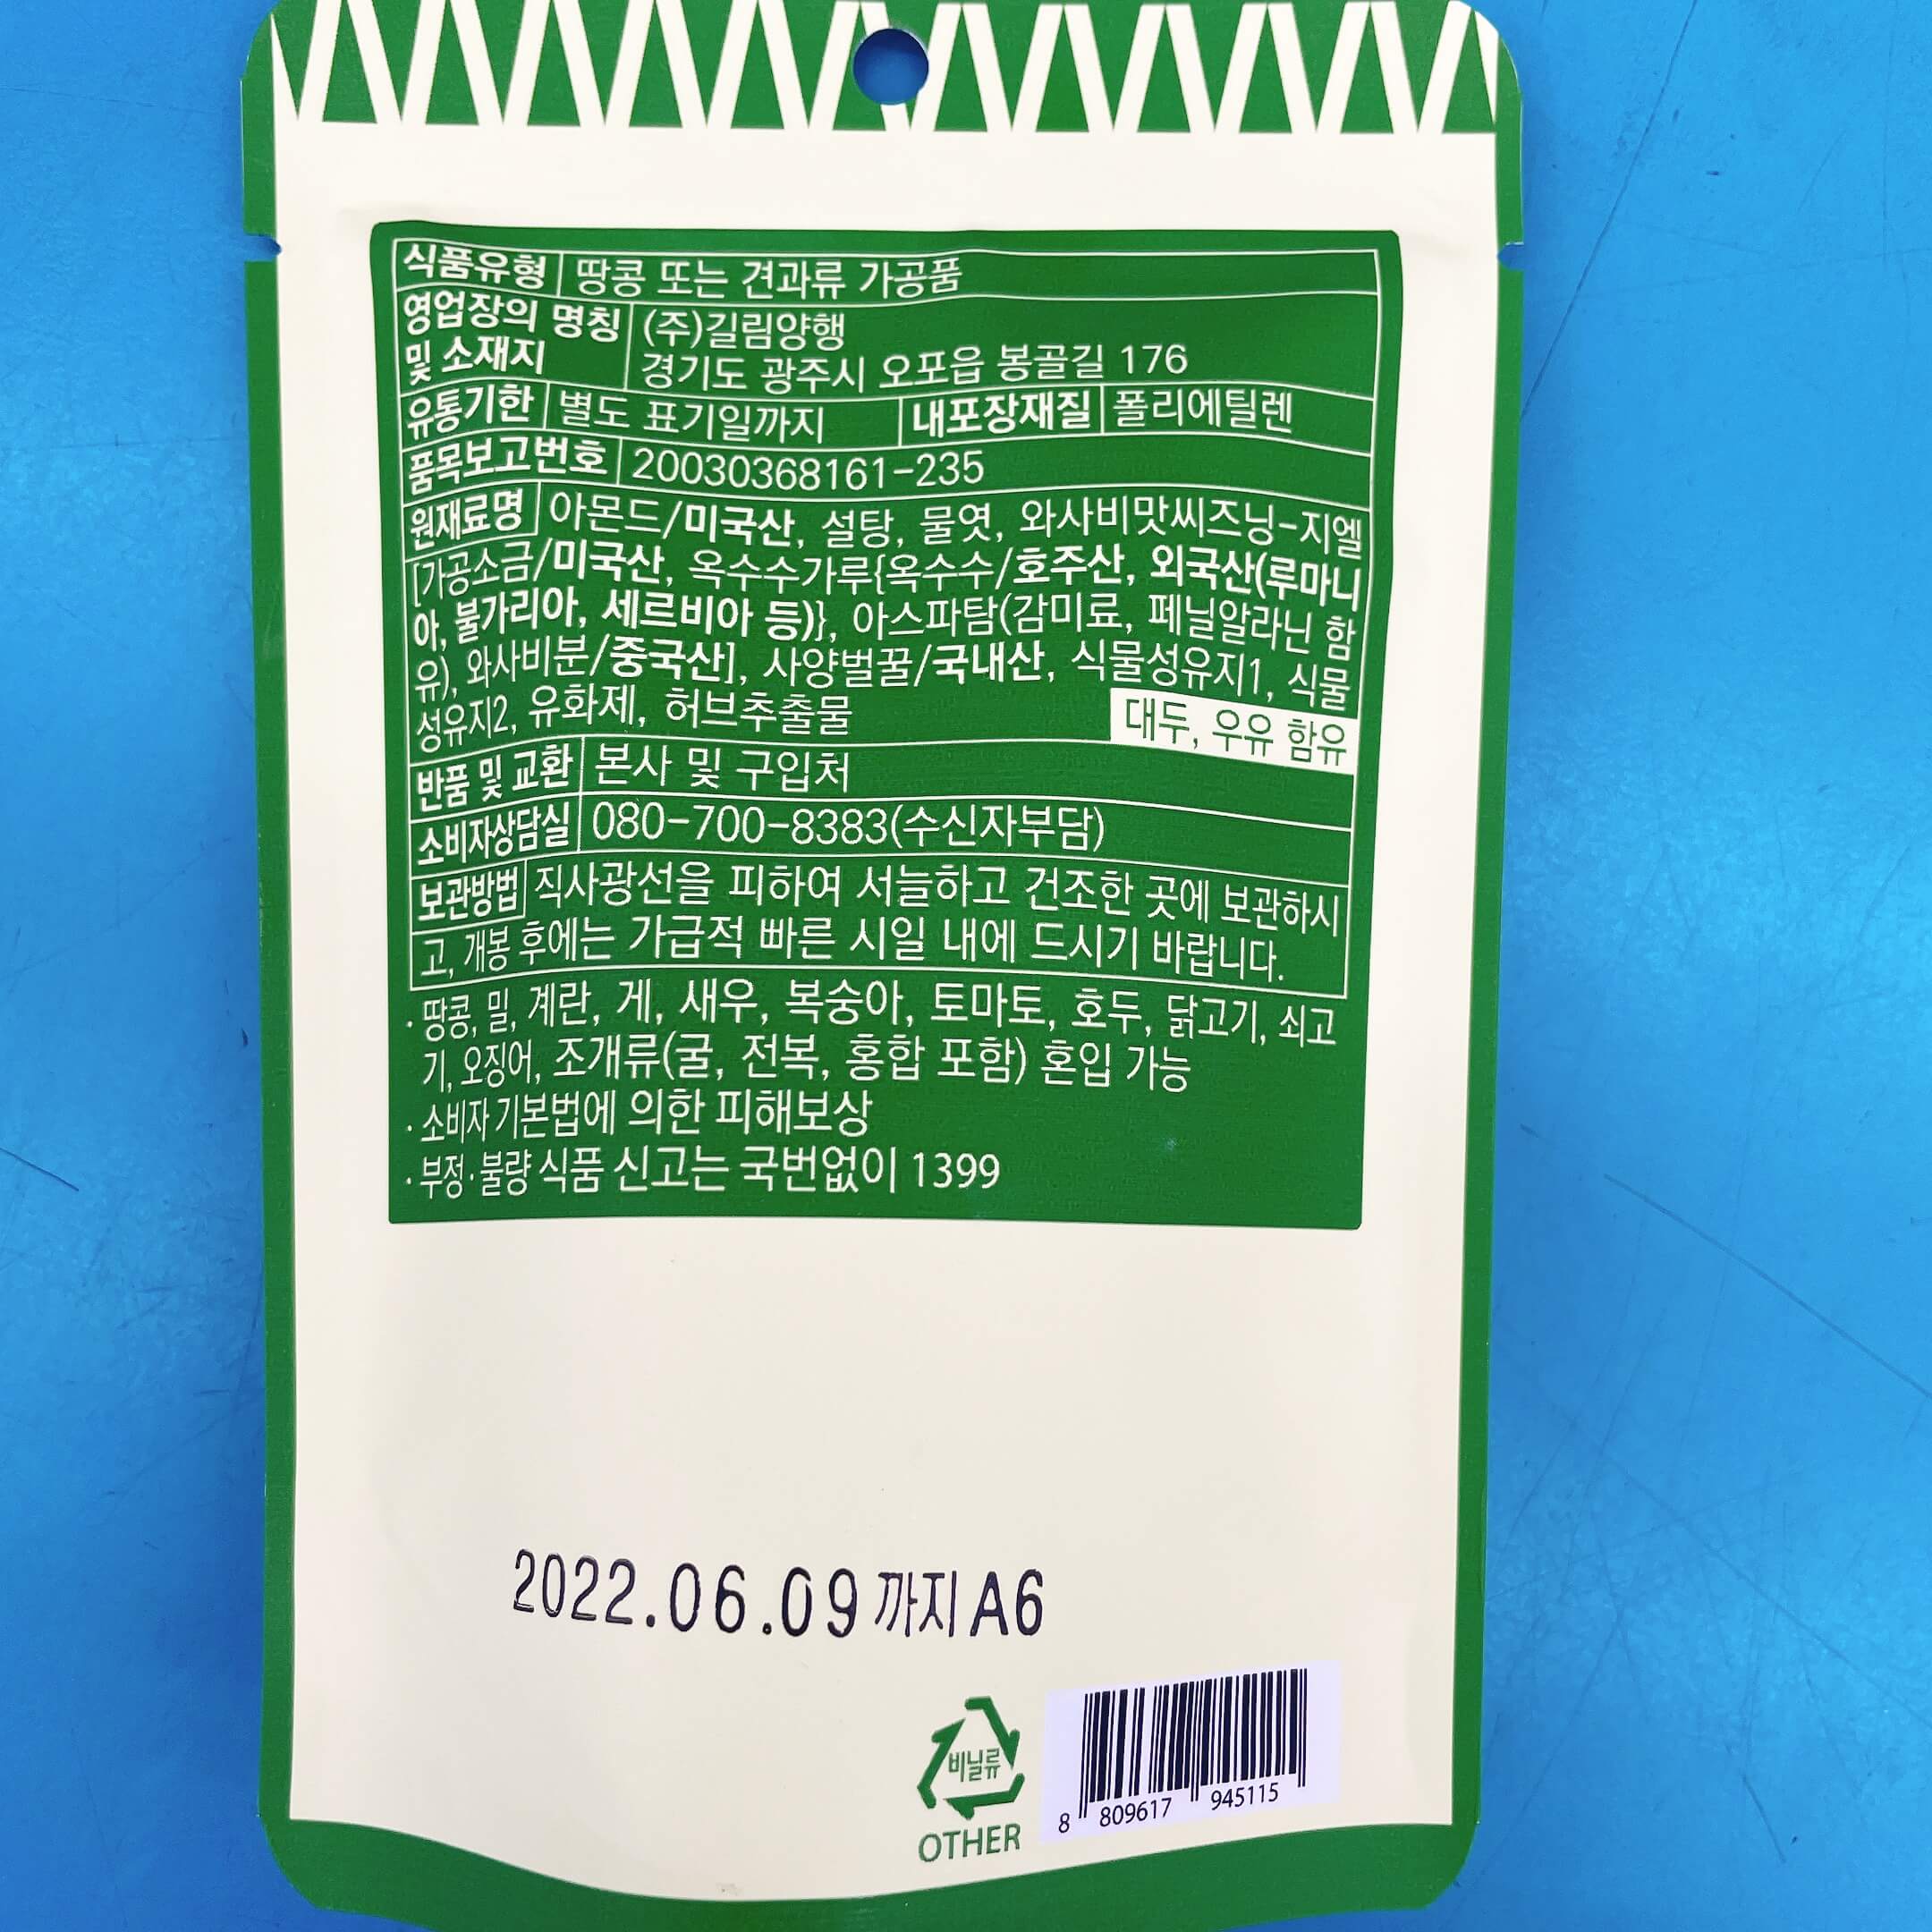 식품유형 땅콩 또는 견과류 가공품
영업장의 명칭 (주)길림양행
및 소재지 경기도 광주시 오포읍 봉골길 176
유통기한 별도 표기일까지 내포장재질 폴리에틸렌
품목보고번호 20030368161-235
원재료명 아몬드/미국산, 설탕, 물엿, 와사비맛씨즈닝-지엘
[가공소금/미국산, 옥수수가루{옥수수/호주산, 외국산(루마니
아, 불가리아, 세르비아 등)}, 아스파탐(감미료, 페닐알라닌 함
유), 와사비분/중국산], 사양벌꿀/국내산, 식물성유지1, 식물
성유지2, 유화제, 허브추출물 대두, 우유 함유
반품 및 교환 본사 및 구입처
소비자상담실 080-700-8383(수신자부담)
보관방법 직사광선을 피하여 서늘하고 건조한 곳에 보관하시
고, 개봉 후에는 가급적 빠른 시일 내에 드시기 바랍니다.
· 땅콩, 밀, 계란, 게, 새우, 복숭아, 토마토, 호두, 닭고기, 쇠고
기, 오징어, 조개류(굴, 전복, 홍합 포함) 혼입 가능
· 소비자기본법에 의한 피해보상
· 부정·불량 식품 신고는 국번없이 1399
2022.06.09까지 A6
비닐류
OTHER
8 809617 945115